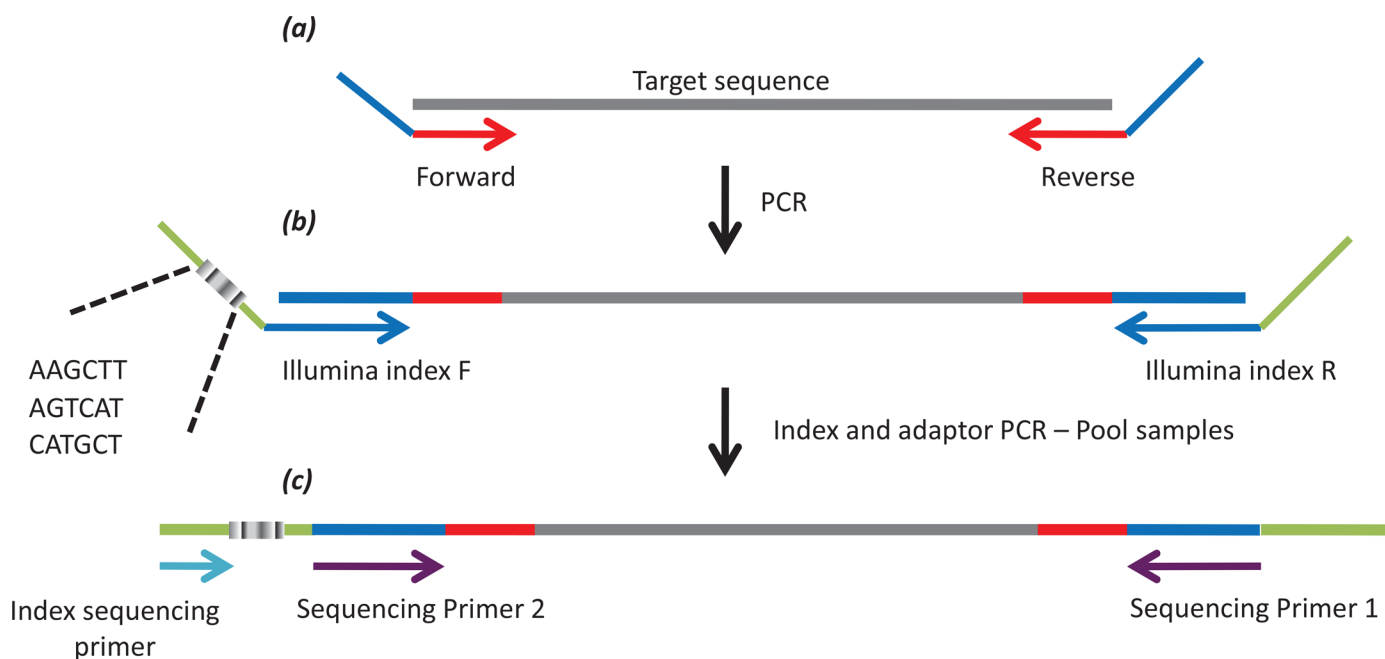 (a)
Target sequence
Forward
Reverse
PCR
(b)
AAGCTT
AGTCAT
CATGCT
Illumina index F
Illumina index R
Index and adaptor PCR – Pool samples
(c)
Index sequencing
primer
Sequencing Primer 2
Sequencing Primer 1